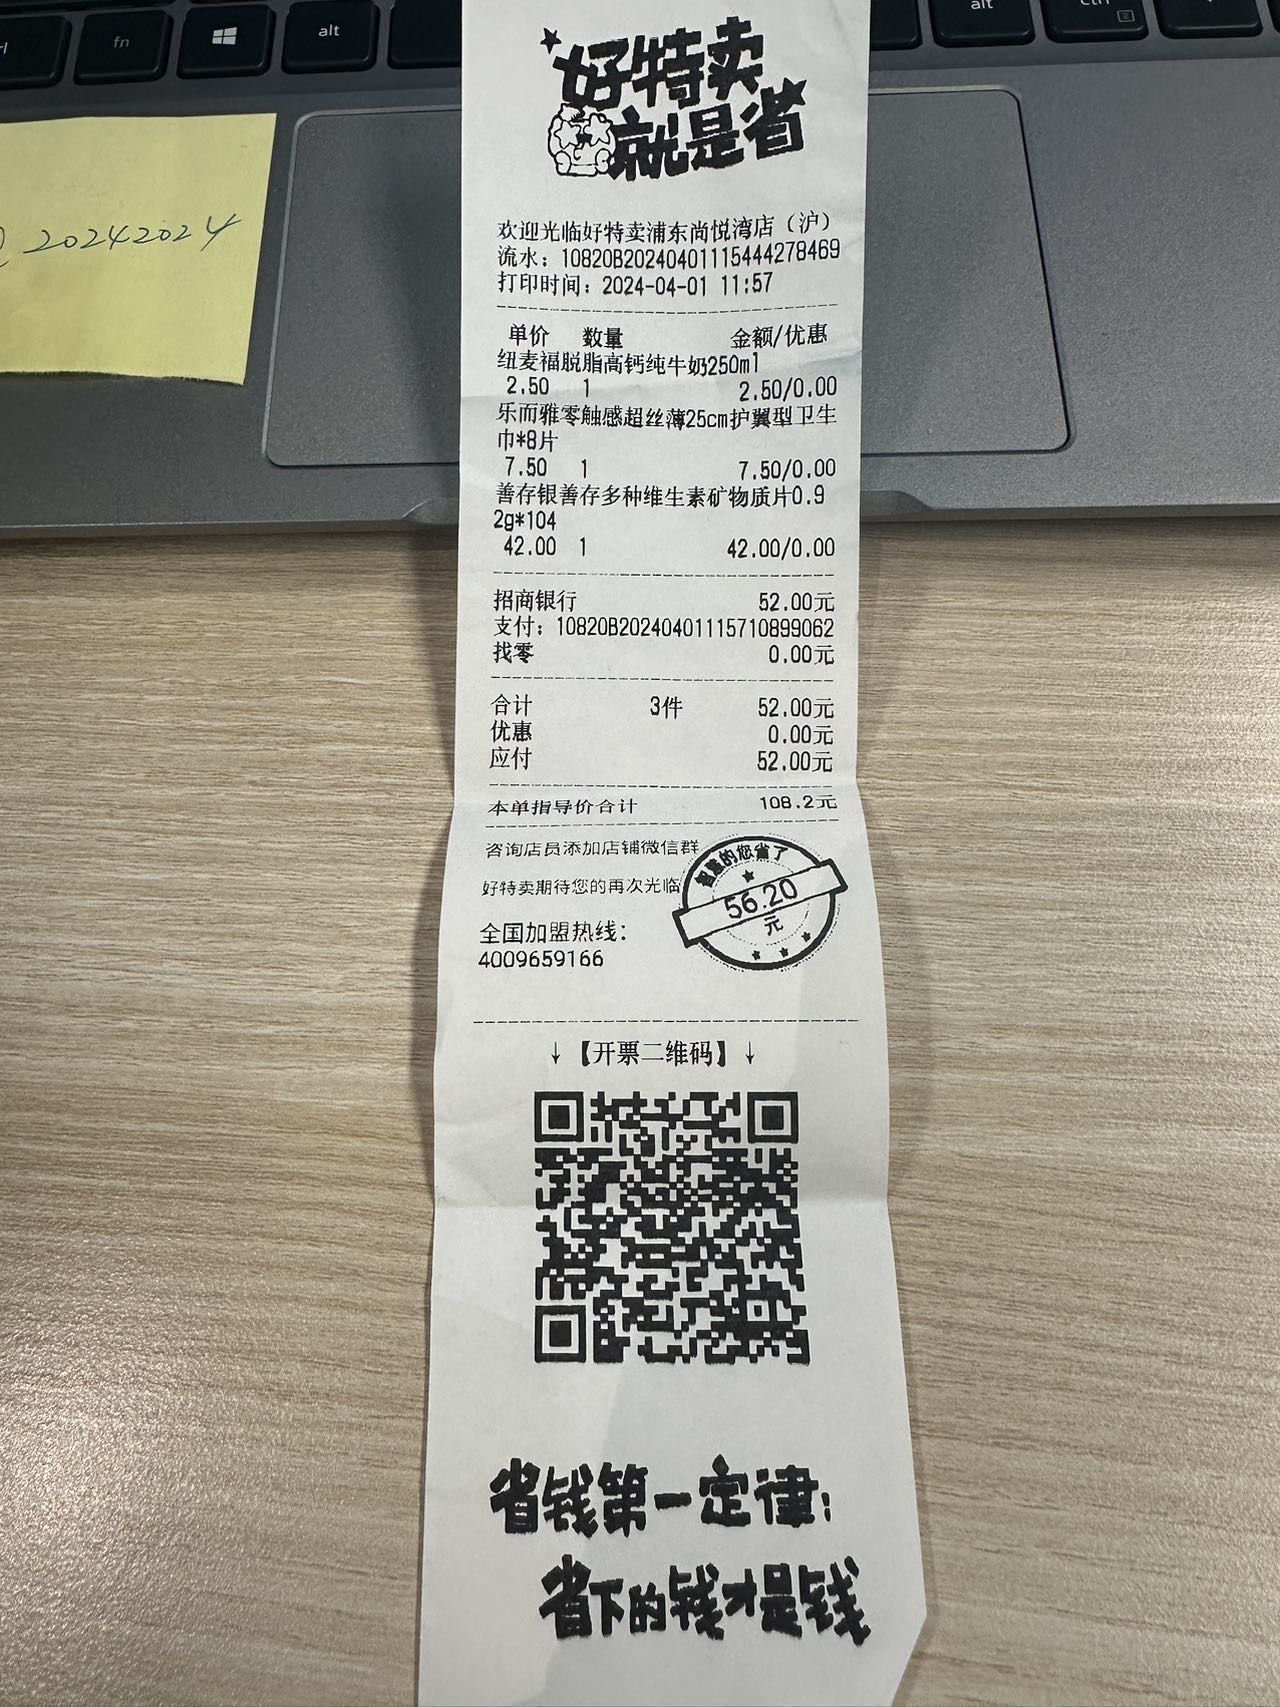 fn
alt
alt
ctrl
20242024
好特卖
就是省
欢迎光临好特卖浦东尚悦湾店（沪）
流水：10820B20240401115444278469
打印时间：2024-04-01 11:57
单价 数量 金额/优惠
纽麦福脱脂高钙纯牛奶250ml
2.50 1 2.50/0.00
乐而雅零触感超丝薄25cm护翼型卫生
巾*8片
7.50 1 7.50/0.00
善存银善存多种维生素矿物质片0.9
2g*104
42.00 1 42.00/0.00
招商银行 52.00元
支付：10820B20240401115710899062
找零 0.00元
合计 3件 52.00元
优惠 0.00元
应付 52.00元
本单指导价合计 108.2元
咨询店员添加店铺微信群
好特卖期待您的再次光临
智慧的您省了
56.20
元
全国加盟热线：
4009659166
↓【开票二维码】↓
省钱第一定律：
省下的钱才是钱